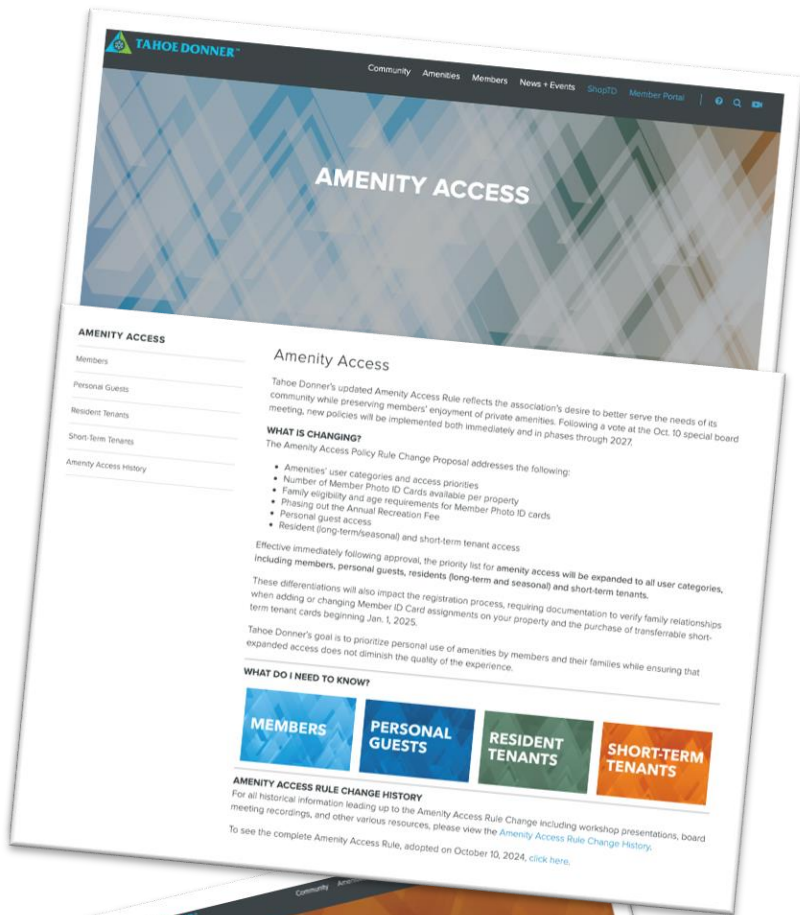 TAHOE DONNER™
Community Amenities Members News + Events ShopTD Member Portal
AMENITY ACCESS
AMENITY ACCESS
Members
Personal Guests
Resident Tenants
Short-Term Tenants
Amenity Access History
Amenity Access
Tahoe Donner's updated Amenity Access Rule reflects the association's desire to better serve the needs of its
community while preserving members' enjoyment of private amenities. Following a vote at the Oct. 10 special board
meeting, new policies will be implemented both immediately and in phases through 2027.
WHAT IS CHANGING?
The Amenity Access Policy Rule Change Proposal addresses the following:
• Amenities' user categories and access priorities
• Number of Member Photo ID Cards available per property
• Family eligibility and age requirements for Member Photo ID cards
• Phasing out the Annual Recreation Fee
• Personal guest access
• Resident (long-term/seasonal) and short-term tenant access
Effective immediately following approval, the priority list for amenity access will be expanded to all user categories,
including members, personal guests, residents (long-term and seasonal) and short-term tenants.
These differentiations will also impact the registration process, requiring documentation to verify family relationships
when adding or changing Member ID Card assignments on your property and the purchase of transferrable short-
term tenant cards beginning Jan. 1, 2025.
Tahoe Donner's goal is to prioritize personal use of amenities by members and their families while ensuring that
expanded access does not diminish the quality of the experience.
WHAT DO I NEED TO KNOW?
MEMBERS
PERSONAL
GUESTS
RESIDENT
TENANTS
SHORT-TERM
TENANTS
AMENITY ACCESS RULE CHANGE HISTORY
For all historical information leading up to the Amenity Access Rule Change including workshop presentations, board
meeting recordings, and other various resources, please view the Amenity Access Rule Change History.
To see the complete Amenity Access Rule, adopted on October 10, 2024, click here.
Community